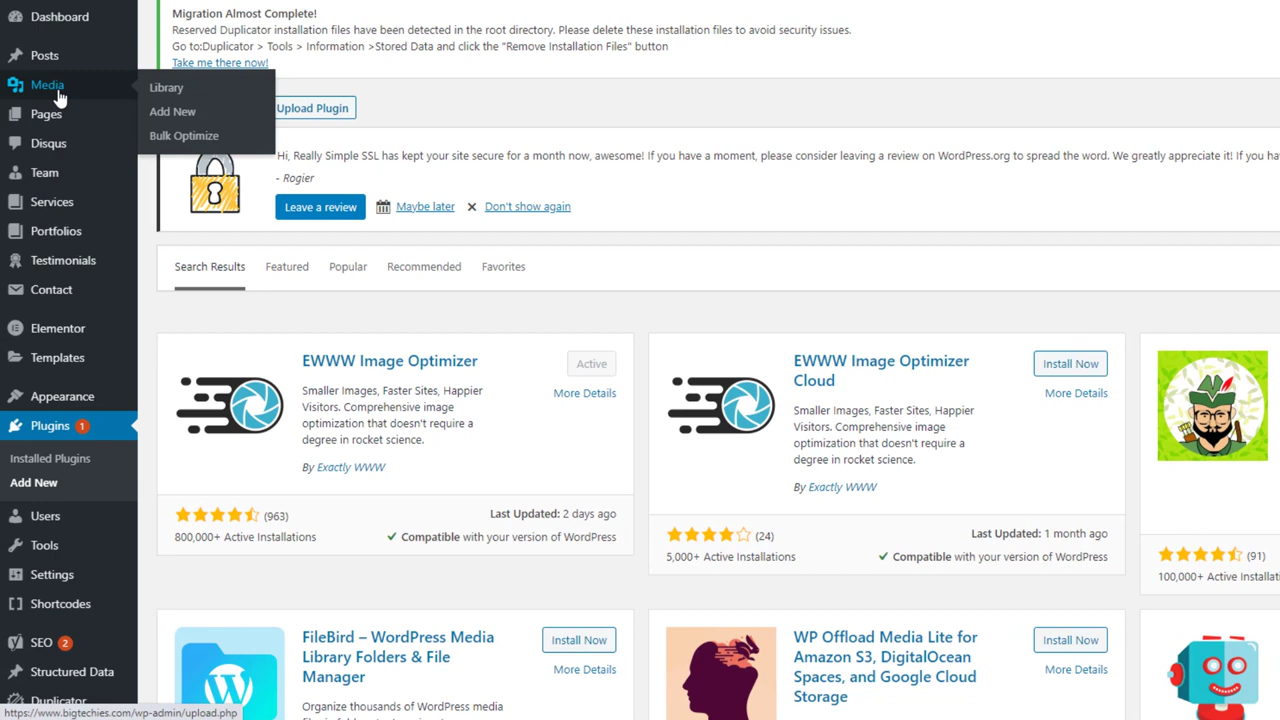 Dashboard
Posts
Media
Pages
Disqus
Team
Services
Portfolios
Testimonials
Contact
Elementor
Templates
Appearance
Plugins 1
Installed Plugins
Add New
Users
Tools
Settings
Shortcodes
SEO 2
Structured Data
Duplicator
Library
Add New
Bulk Optimize
Migration Almost Complete!
Reserved Duplicator installation files have been detected in the root directory. Please delete these installation files to avoid security issues.
Go to:Duplicator > Tools > Information >Stored Data and click the "Remove Installation Files" button
Take me there now!
Upload Plugin
Hi, Really Simple SSL has kept your site secure for a month now, awesome! If you have a moment, please consider leaving a review on WordPress.org to spread the word. We greatly appreciate it! If you ha
- Rogier
Leave a review Maybe later Don't show again
Search Results Featured Popular Recommended Favorites
EWWW Image Optimizer
Active
More Details
Smaller Images, Faster Sites, Happier
Visitors. Comprehensive image
optimization that doesn't require a
degree in rocket science.
By Exactly WWW
(963)
800,000+ Active Installations
Last Updated: 2 days ago
Compatible with your version of WordPress
EWWW Image Optimizer
Cloud
Install Now
More Details
Smaller Images, Faster Sites, Happier
Visitors. Comprehensive image
optimization that doesn't require a
degree in rocket science.
By Exactly WWW
(24)
5,000+ Active Installations
Last Updated: 1 month ago
Compatible with your version of WordPress
(91)
100,000+ Active Installati
FileBird – WordPress Media
Library Folders & File
Manager
Install Now
More Details
Organize thousands of WordPress media
WP Offload Media Lite for
Amazon S3, DigitalOcean
Spaces, and Google Cloud
Storage
Install Now
More Details
https://www.bigtechies.com/wp-admin/upload.php